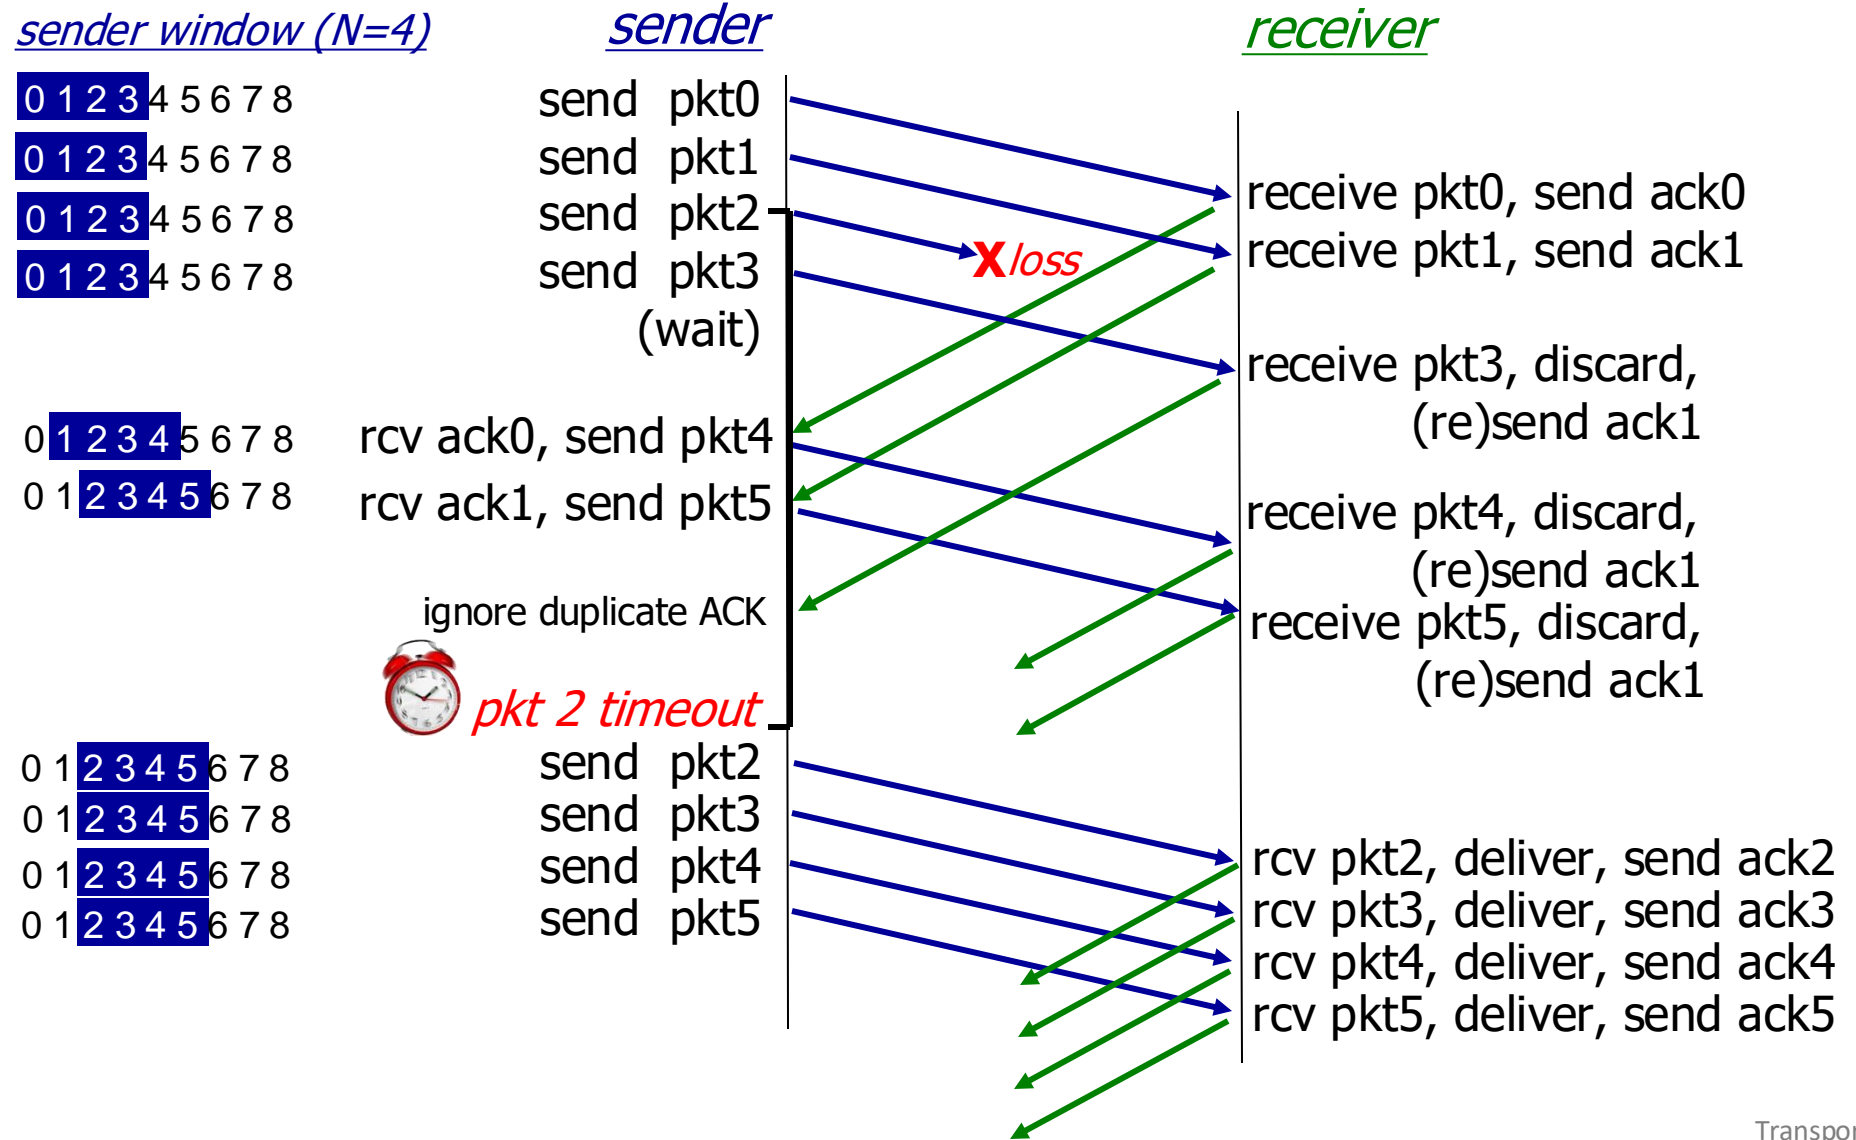 sender window (N=4) sender receiver
0 1 2 3 4 5 6 7 8 send pkt0
0 1 2 3 4 5 6 7 8 send pkt1
receive pkt0, send ack0
0 1 2 3 4 5 6 7 8 send pkt2
receive pkt1, send ack1
X loss
0 1 2 3 4 5 6 7 8 send pkt3
(wait)
receive pkt3, discard,
(re)send ack1
0 1 2 3 4 5 6 7 8 rcv ack0, send pkt4
0 1 2 3 4 5 6 7 8 rcv ack1, send pkt5
receive pkt4, discard,
(re)send ack1
ignore duplicate ACK
receive pkt5, discard,
(re)send ack1
pkt 2 timeout
0 1 2 3 4 5 6 7 8 send pkt2
0 1 2 3 4 5 6 7 8 send pkt3
0 1 2 3 4 5 6 7 8 send pkt4
0 1 2 3 4 5 6 7 8 send pkt5
rcv pkt2, deliver, send ack2
rcv pkt3, deliver, send ack3
rcv pkt4, deliver, send ack4
rcv pkt5, deliver, send ack5